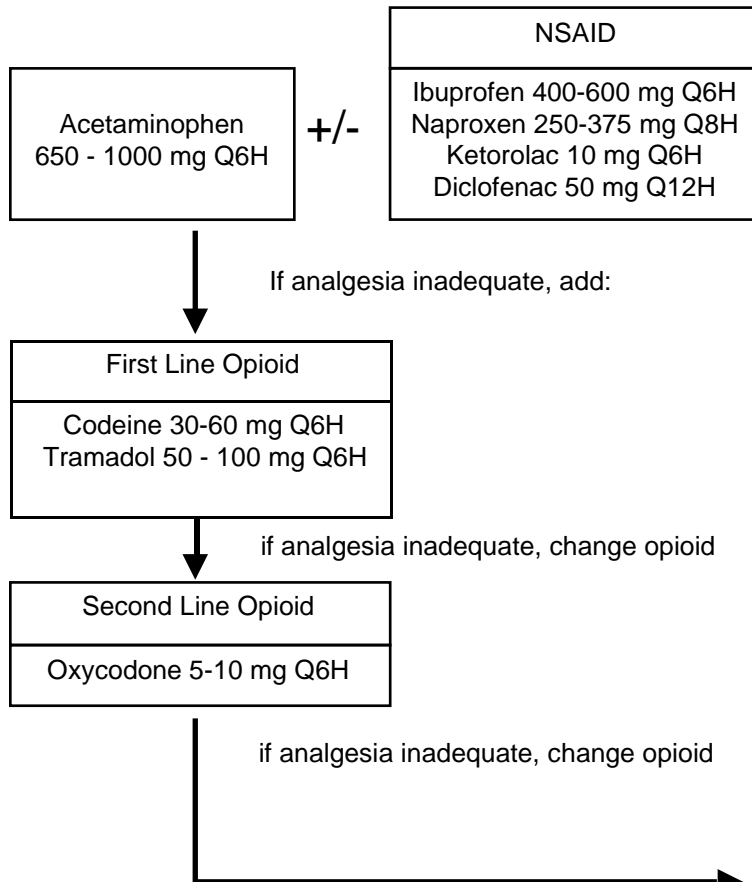 Acetaminophen
650 - 1000 mg Q6H
+/-
NSAID
Ibuprofen 400-600 mg Q6H
Naproxen 250-375 mg Q8H
Ketorolac 10 mg Q6H
Diclofenac 50 mg Q12H
If analgesia inadequate, add:
First Line Opioid
Codeine 30-60 mg Q6H
Tramadol 50 - 100 mg Q6H
if analgesia inadequate, change opioid
Second Line Opioid
Oxycodone 5-10 mg Q6H
if analgesia inadequate, change opioid